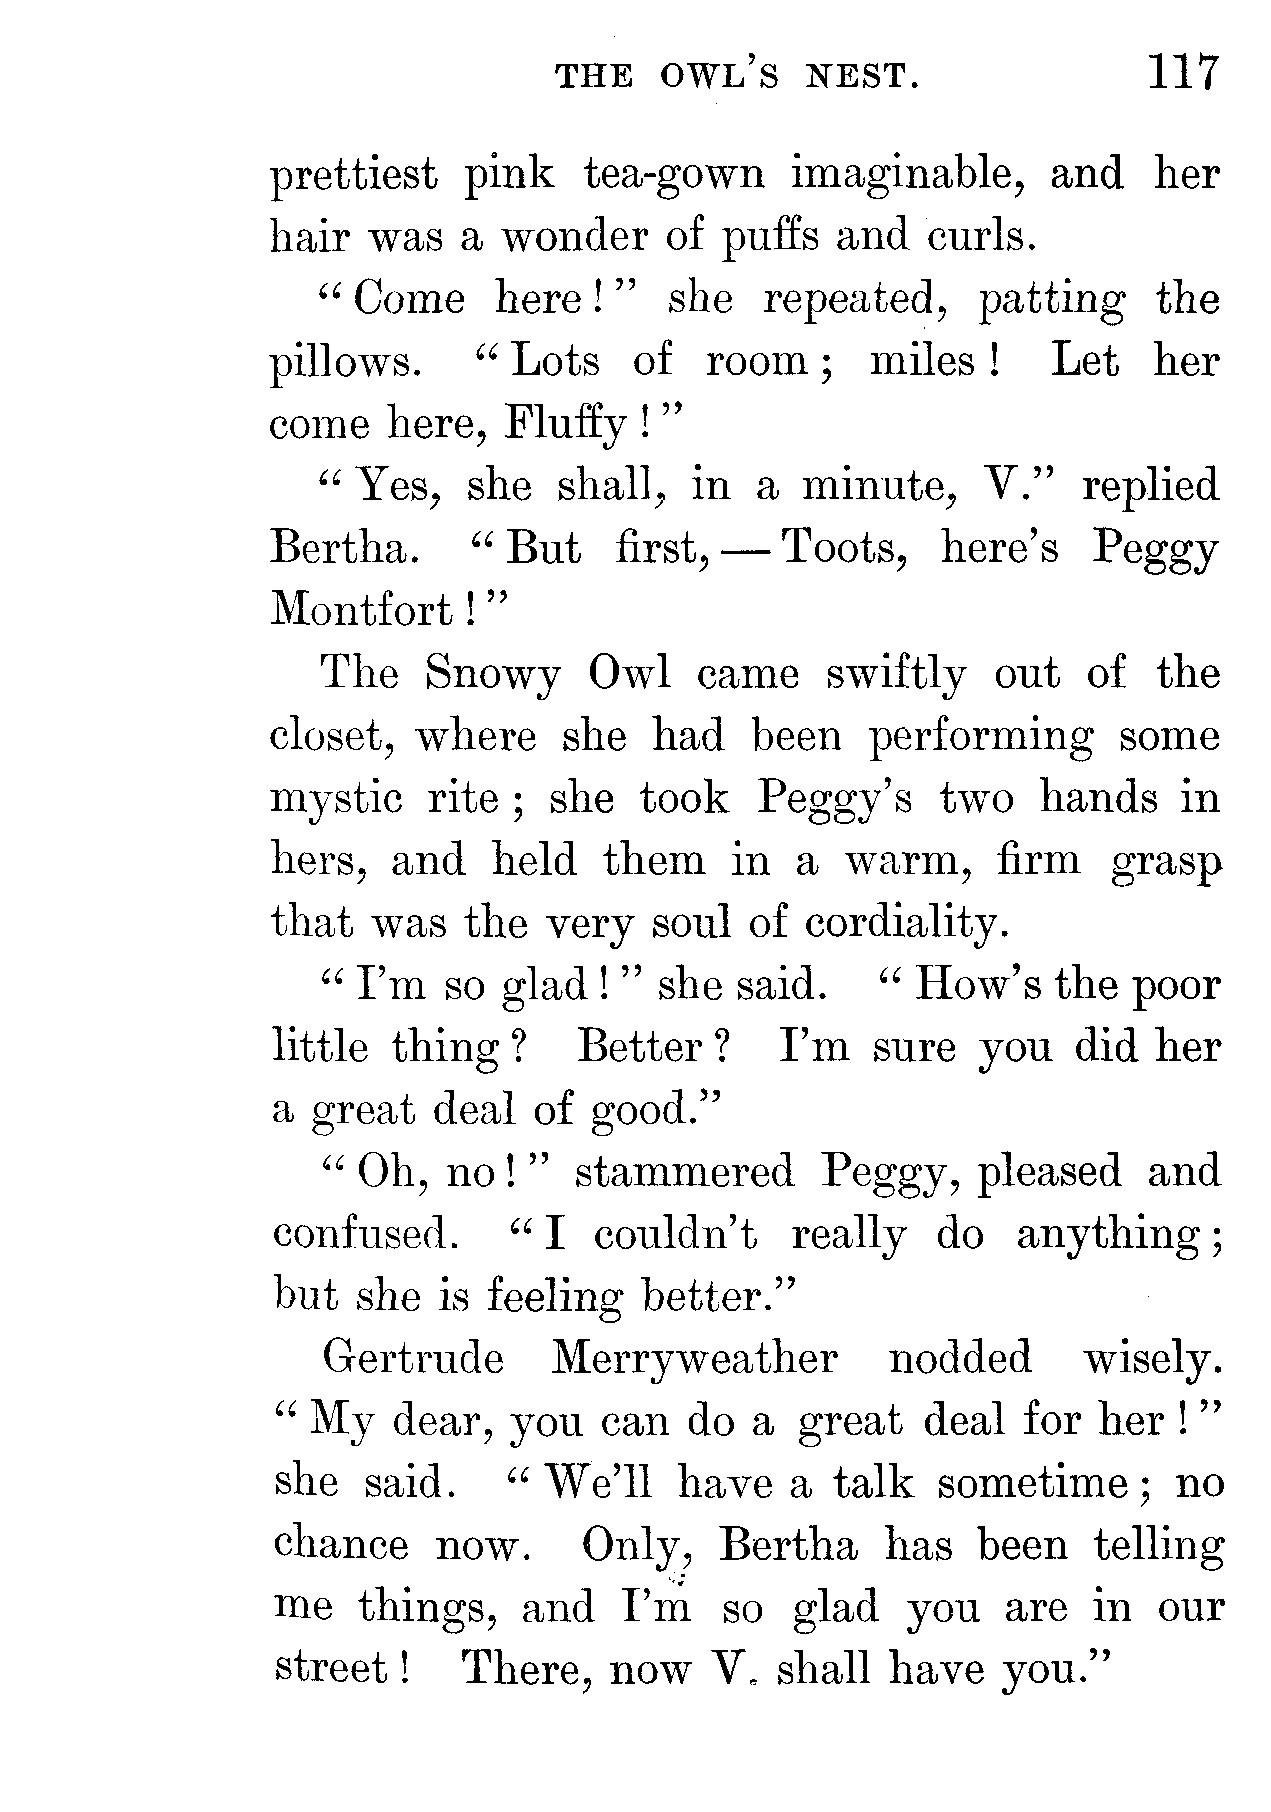 THE OWL'S NEST. 117
prettiest pink tea-gown imaginable, and her
hair was a wonder of puffs and curls.
“Come here!” she repeated, patting the
pillows. “Lots of room; miles! Let her
come here, Fluffy!”
“Yes, she shall, in a minute, V.” replied
Bertha. “But first,—Toots, here's Peggy
Montfort!”
The Snowy Owl came swiftly out of the
closet, where she had been performing some
mystic rite; she took Peggy's two hands in
hers, and held them in a warm, firm grasp
that was the very soul of cordiality.
“I'm so glad!” she said. “How's the poor
little thing? Better? I'm sure you did her
a great deal of good.”
“Oh, no!” stammered Peggy, pleased and
confused. “I couldn't really do anything;
but she is feeling better.”
Gertrude Merryweather nodded wisely.
“My dear, you can do a great deal for her!”
she said. “We'll have a talk sometime; no
chance now. Only, Bertha has been telling
me things, and I'm so glad you are in our
street! There, now V. shall have you.”